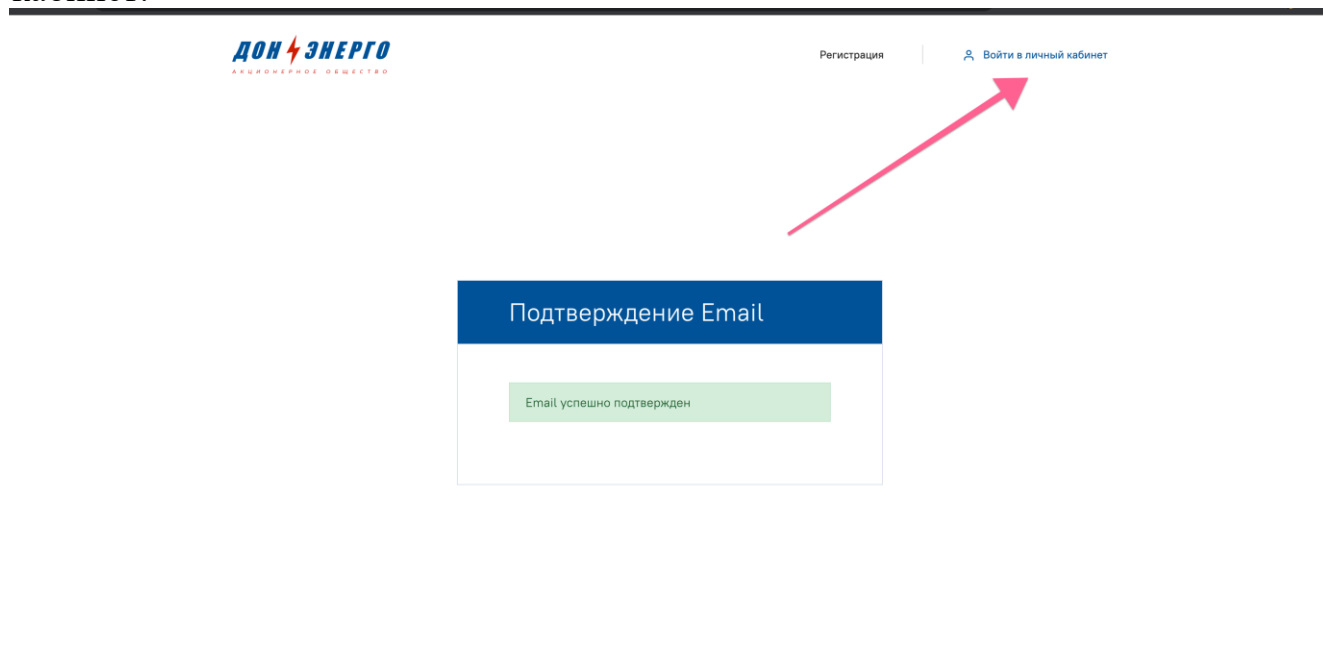 ДОН ЭНЕРГО
АКЦИОНЕРНОЕ ОБЩЕСТВО
Регистрация
Войти в личный кабинет
Подтверждение Email
Email успешно подтвержден